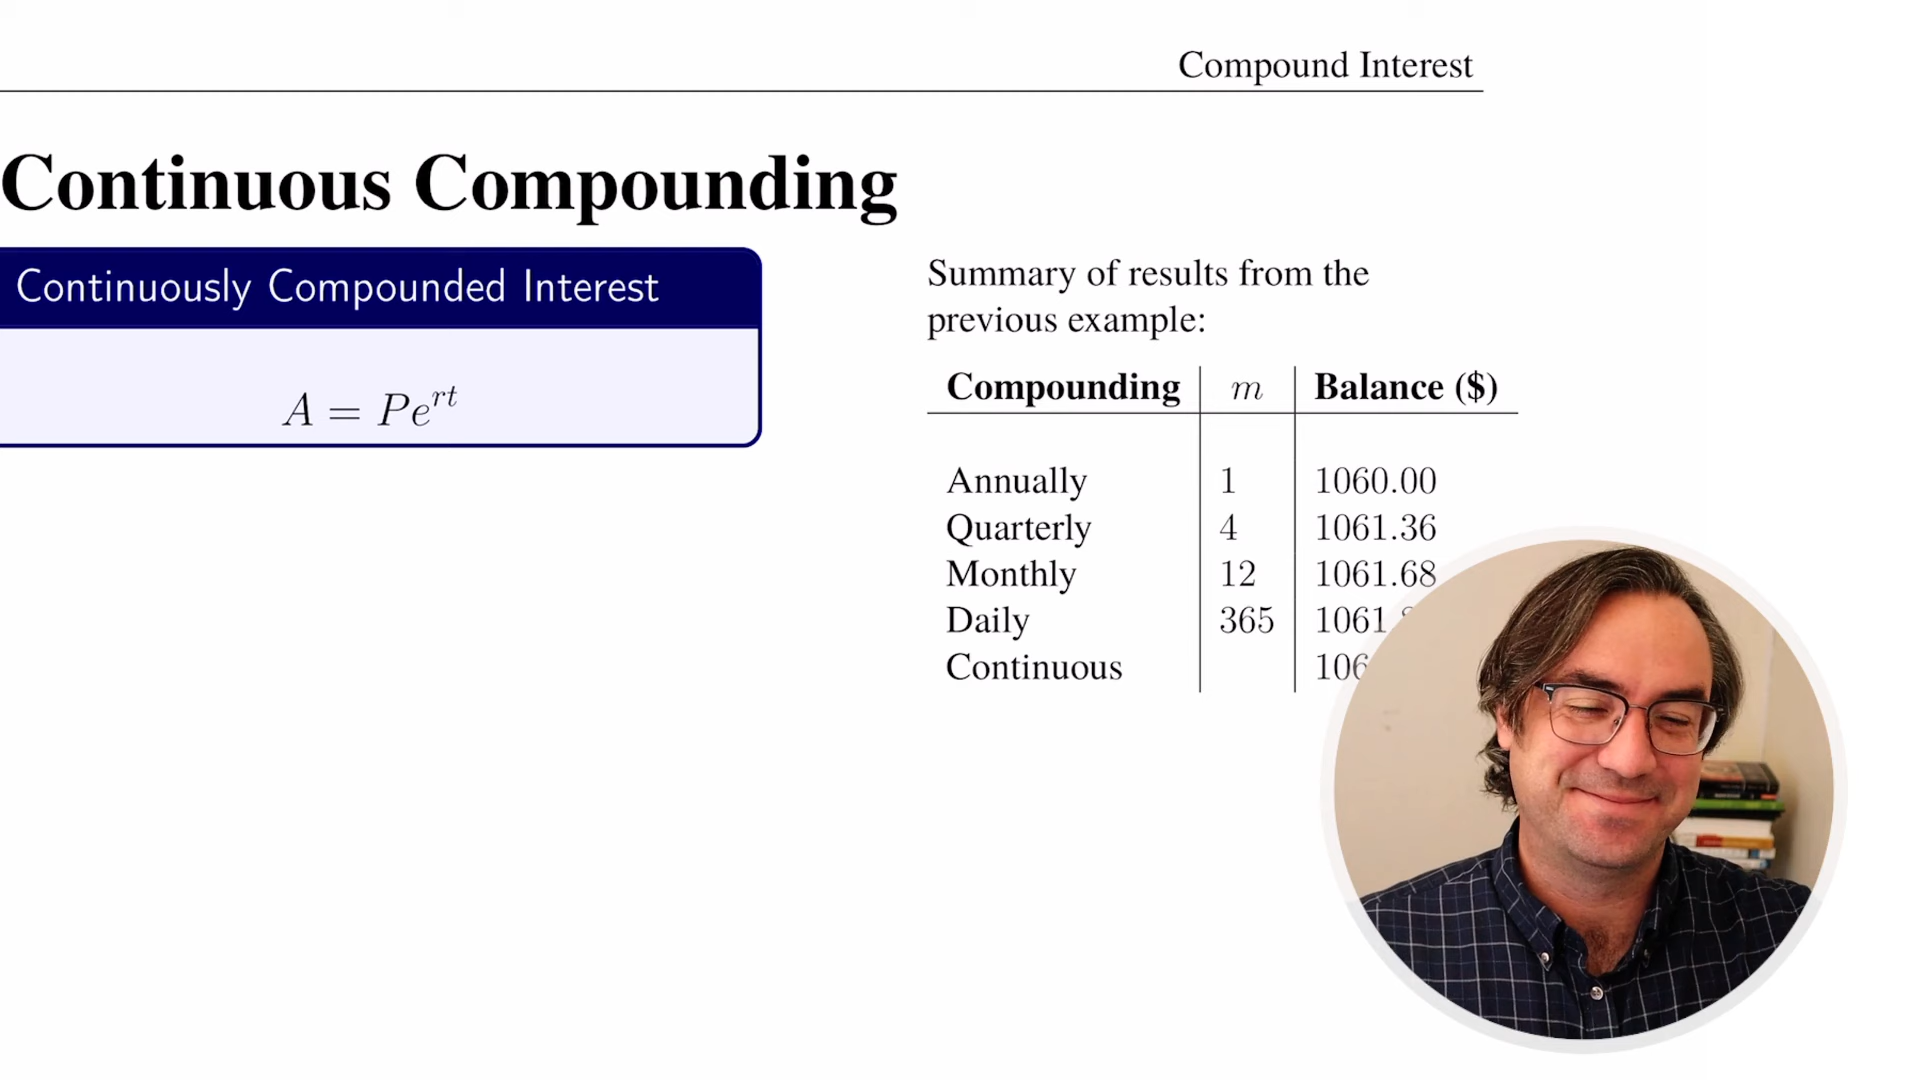 Compound Interest
Continuous Compounding
Continuously Compounded Interest
A = Pe^{rt}
Summary of results from the
previous example:
Compounding m Balance ($)
Annually 1 1060.00
Quarterly 4 1061.36
Monthly 12 1061.68
Daily 365
Continuous